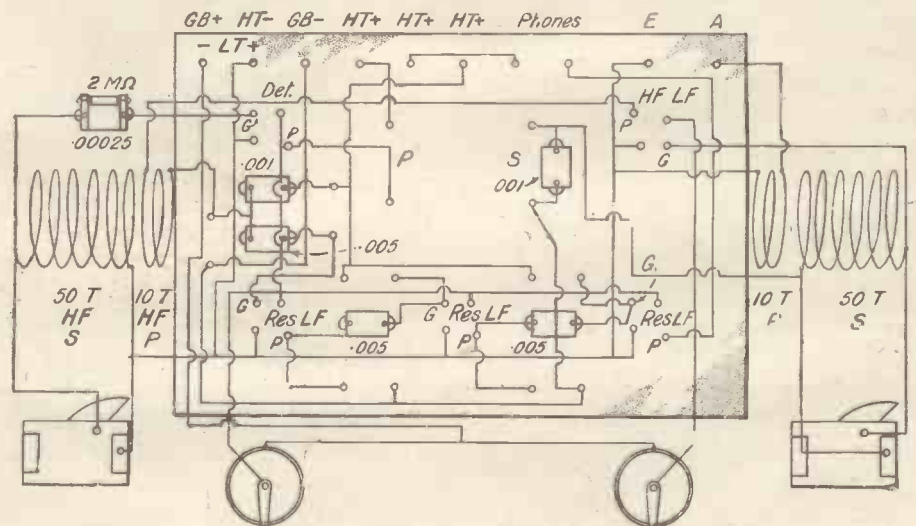 GB+ HT- GB- HT+ HT+ HT+ Phones E A
- LT +
2 MΩ
.00025
Det.
HF LF
G
P
P
G
P
S
.001
001
.005
G.
50 T
HF
S
10 T
HF
P
G
Res LF
P
.005
G
Res LF
P
.005
Res LF
P
10 T
P
50 T
S